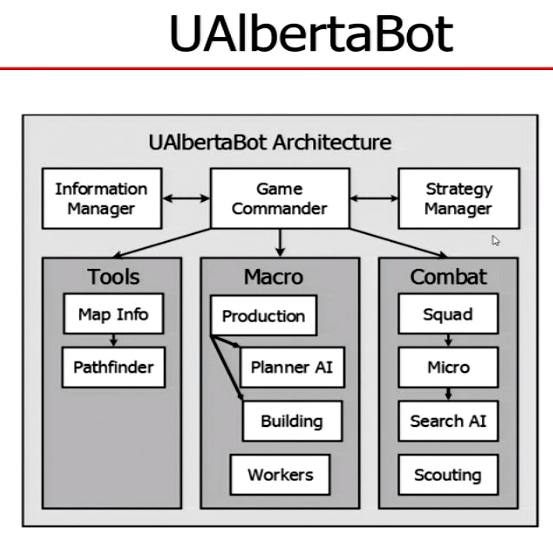 UAlbertaBot
UAlbertaBot Architecture
Information
Manager
Game
Commander
Strategy
Manager
Tools
Map Info
Pathfinder
Macro
Production
Planner AI
Building
Workers
Combat
Squad
Micro
Search AI
Scouting